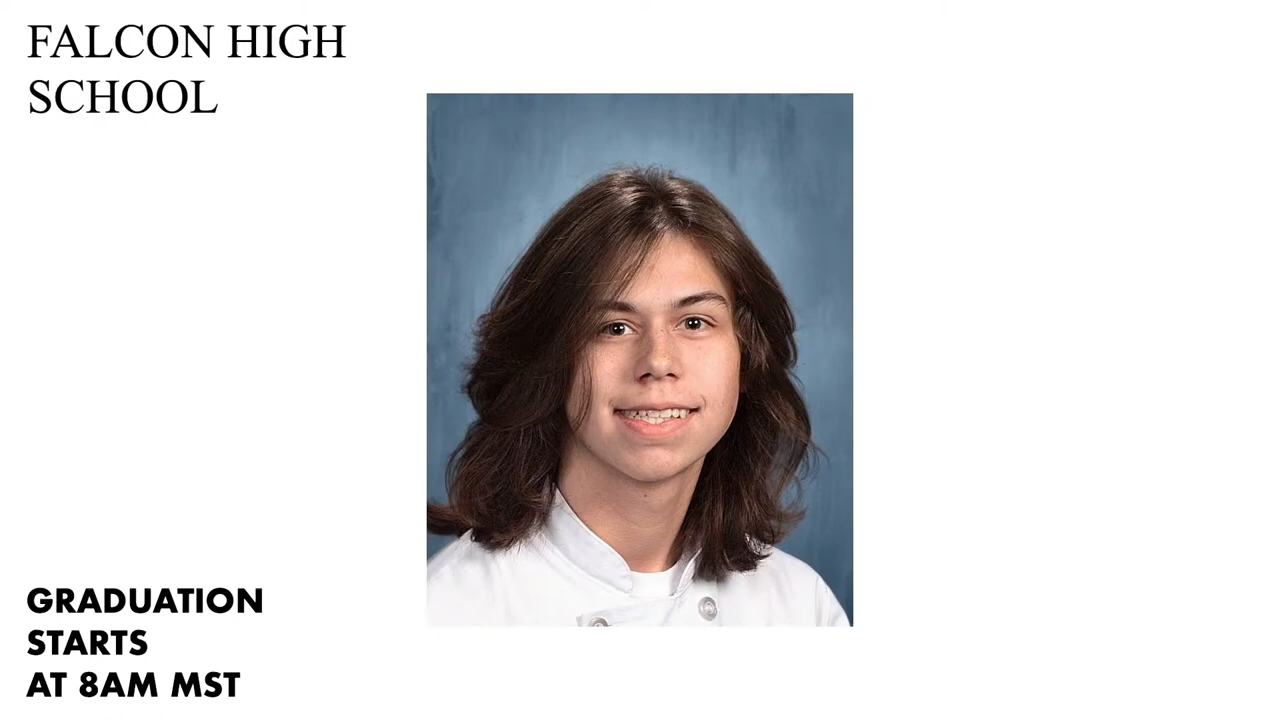 FALCON HIGH
SCHOOL
GRADUATION
STARTS
AT 8AM MST